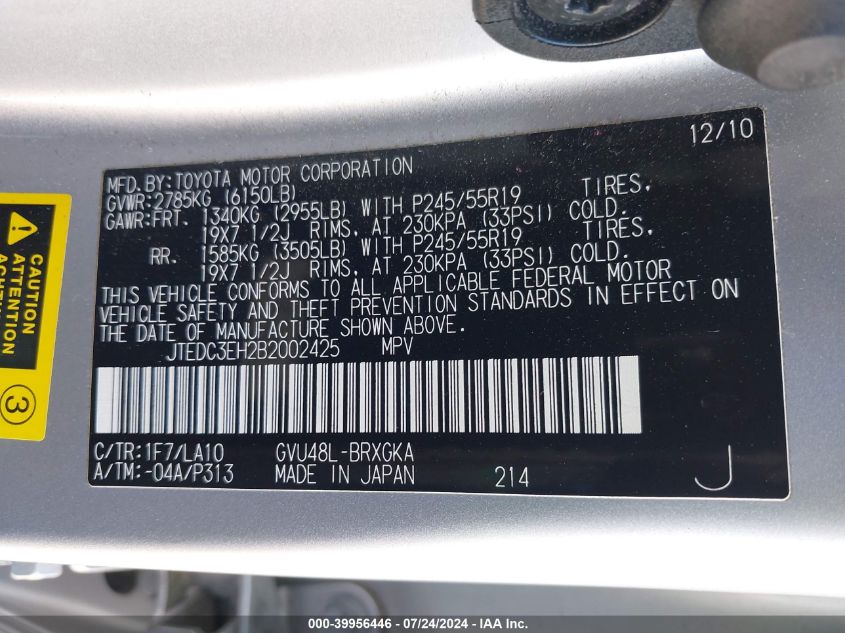 12/10
MFD. BY: TOYOTA MOTOR CORPORATION
GVWR: 2785KG (6150LB)
GAWR: FRT. 1340KG (2955LB) WITH P245/55R19 TIRES,
19X7 1/2J RIMS, AT 230KPA (33PSI) COLD.
RR. 1585KG (3505LB) WITH P245/55R19 TIRES,
19X7 1/2J RIMS, AT 230KPA (33PSI) COLD.
THIS VEHICLE CONFORMS TO ALL APPLICABLE FEDERAL MOTOR
VEHICLE SAFETY AND THEFT PREVENTION STANDARDS IN EFFECT ON
THE DATE OF MANUFACTURE SHOWN ABOVE.
JTEDC3EH2B2002425 MPV
C/TR: 1F7/LA10 GVU48L-BRXGKA
A/TM: -04A/P313 MADE IN JAPAN 214 J
CAUTION
ATTENTION
3
000-39956446 / 07/24/2024 - IAA Inc.